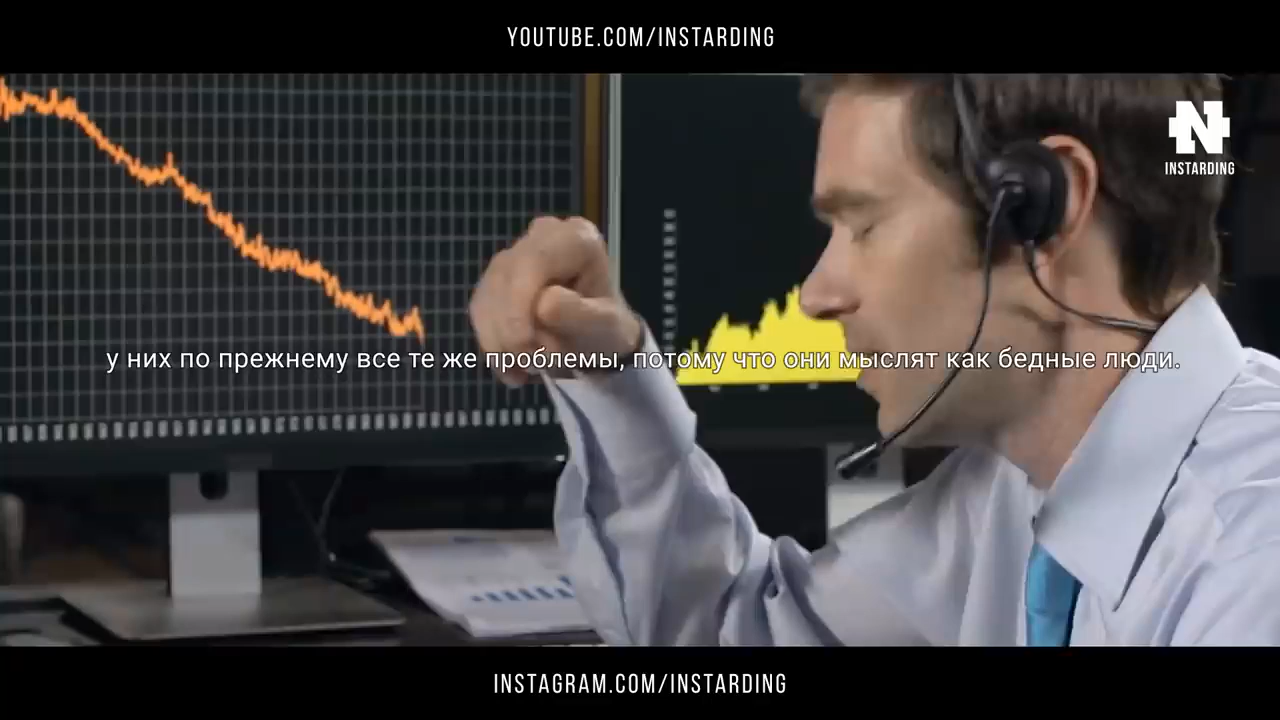 YOUTUBE.COM/INSTARDING
N
INSTARDING
у них по прежнему все те же проблемы, потому что они мыслят как бедные люди.
INSTAGRAM.COM/INSTARDING